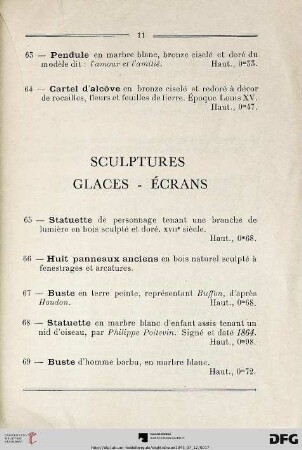 11
63 — Pendule en marbre blanc, bronze ciselé et doré du
modèle dit : l'amour et l'amitié. Haut., 0m55.
64 — Cartel d'alcôve en bronze ciselé et redoré à décor
de rocailles, fleurs et feuilles de lierre. Époque Louis XV.
Haut., 0m47.
SCULPTURES
GLACES - ÉCRANS
65 — Statuette de personnage tenant une branche de
lumière en bois sculpté et doré. XVIIe siècle.
Haut., 0m68.
66 — Huit panneaux anciens en bois naturel sculpté à
fenestrages et arcatures.
67 — Buste en terre peinte, représentant Buffon, d'après
Houdon. Haut., 0m68.
68 — Statuette en marbre blanc d'enfant assis tenant un
nid d'oiseau, par Philippe Poitevin. Signé et daté 1864.
Haut., 0m98.
69 — Buste d'homme barbu, en marbre blanc.
Haut., 0m72.
UNIVERSITÄTS-
BIBLIOTHEK
HEIDELBERG
DFG